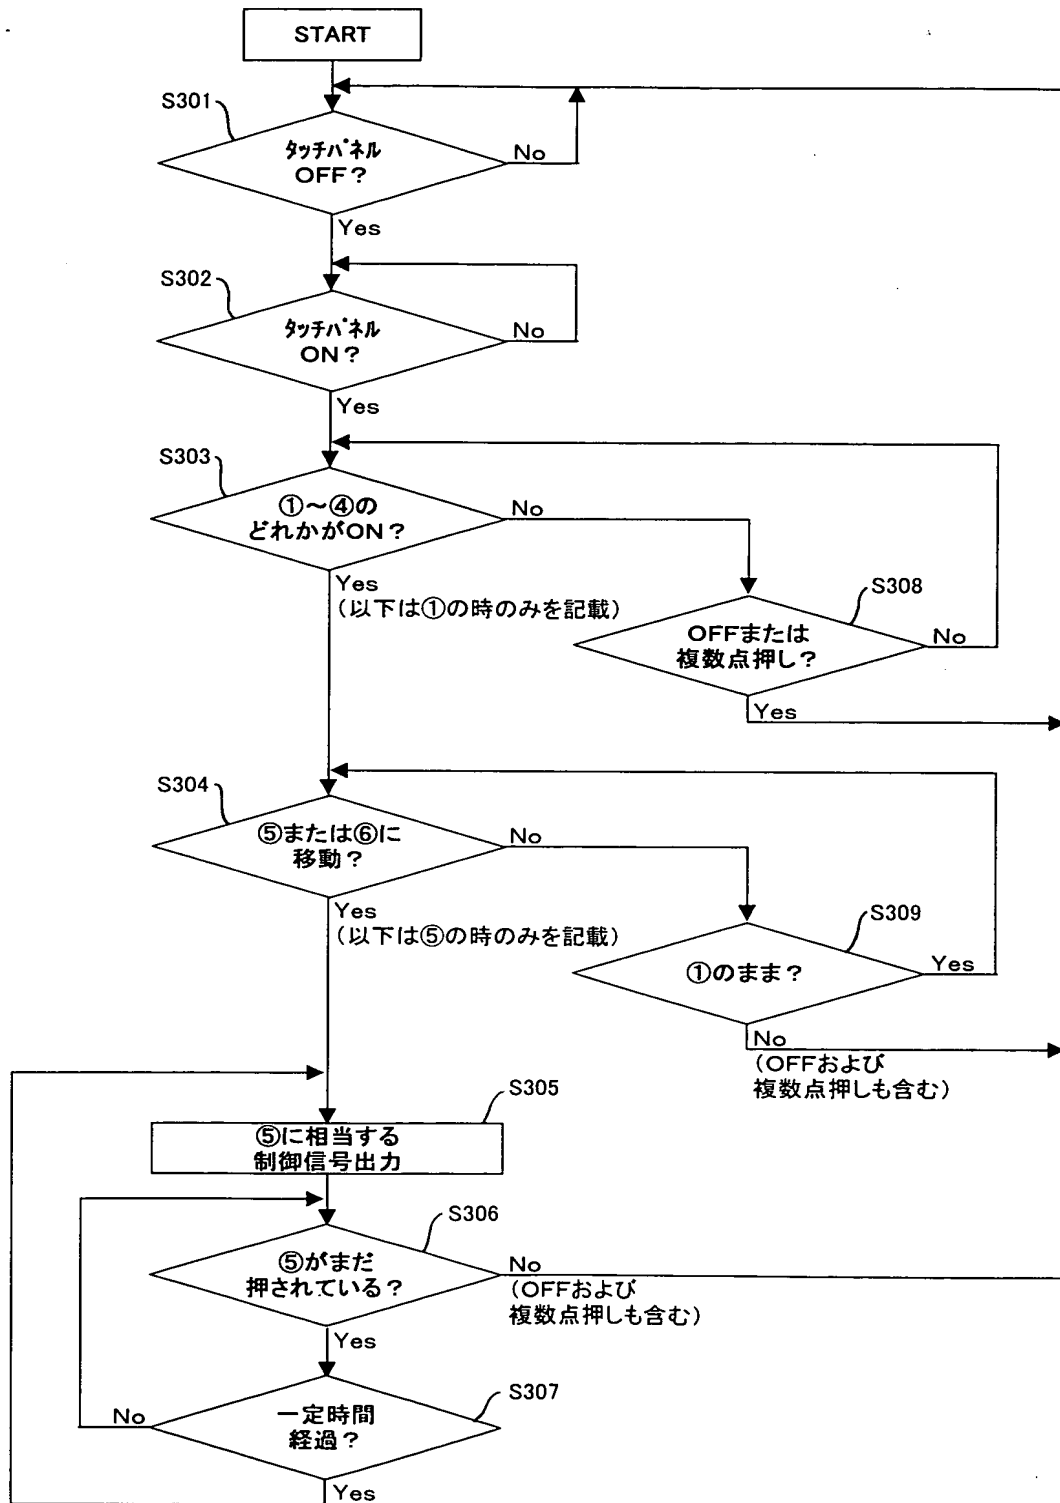 START
S301
タッチパネル
OFF?
No
Yes
S302
タッチパネル
ON?
No
Yes
S303
①~④の
どれかがON?
No
Yes
(以下は①の時のみを記載)
S308
OFFまたは
複数点押し?
No
Yes
S304
⑤または⑥に
移動?
No
Yes
(以下は⑤の時のみを記載)
S309
①のまま?
Yes
No
(OFFおよび
複数点押しも含む)
S305
⑤に相当する
制御信号出力
S306
⑤がまだ
押されている?
No
(OFFおよび
複数点押しも含む)
Yes
S307
一定時間
経過?
No
Yes